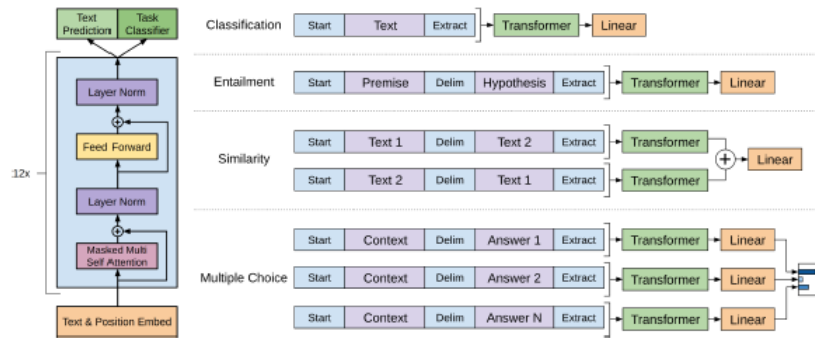 Text Prediction
Task Classifier
Layer Norm
Feed Forward
12x
Layer Norm
Masked Multi Self Attention
Text & Position Embed
Classification
Start Text Extract Transformer Linear
Entailment
Start Premise Delim Hypothesis Extract Transformer Linear
Similarity
Start Text 1 Delim Text 2 Extract Transformer
Linear
Start Text 2 Delim Text 1 Extract Transformer
Multiple Choice
Start Context Delim Answer 1 Extract Transformer Linear
Start Context Delim Answer 2 Extract Transformer Linear
Start Context Delim Answer N Extract Transformer Linear